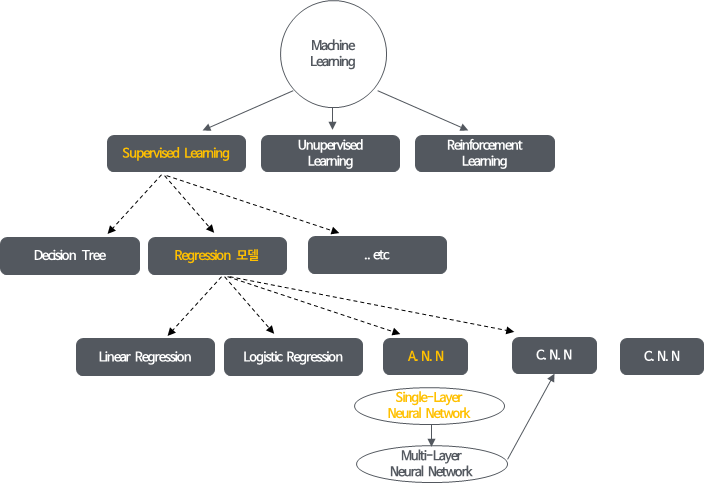 Machine
Learning
Supervised Learning
Unupervised
Learning
Reinforcement
Learning
Decision Tree
Regression 모델
.. etc
Linear Regression
Logistic Regression
A. N. N
C. N. N
C. N. N
Single-Layer
Neural Network
Multi-Layer
Neural Network